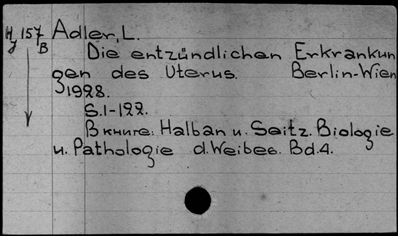 H 157 Adler, L.
J B
Die entzündlichen Erkrankun
gen des Uterus. Berlin-Wien
1928.
S.1-122.
В книге: Halban u. Seitz. Biologie
u. Pathologie d. Weibes. Bd.4.